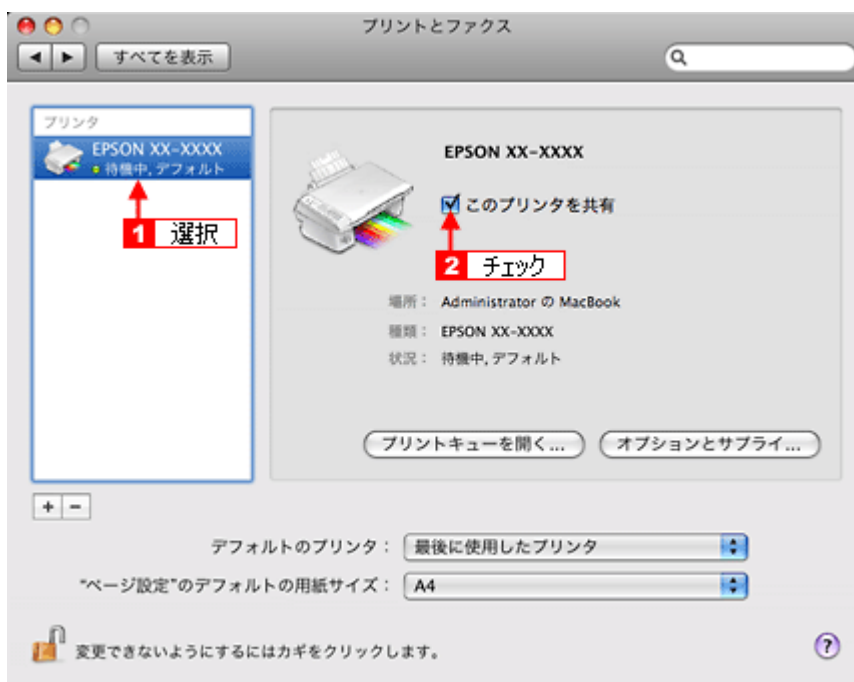 プリントとファクス
すべてを表示
プリンタ
EPSON XX-XXXX
待機中, デフォルト
1 選択
EPSON XX-XXXX
このプリンタを共有
2 チェック
場所： Administrator の MacBook
種類： EPSON XX-XXXX
状況： 待機中, デフォルト
プリントキューを開く...
オプションとサプライ...
+ −
デフォルトのプリンタ： 最後に使用したプリンタ
“ページ設定”のデフォルトの用紙サイズ： A4
変更できないようにするにはカギをクリックします。
?